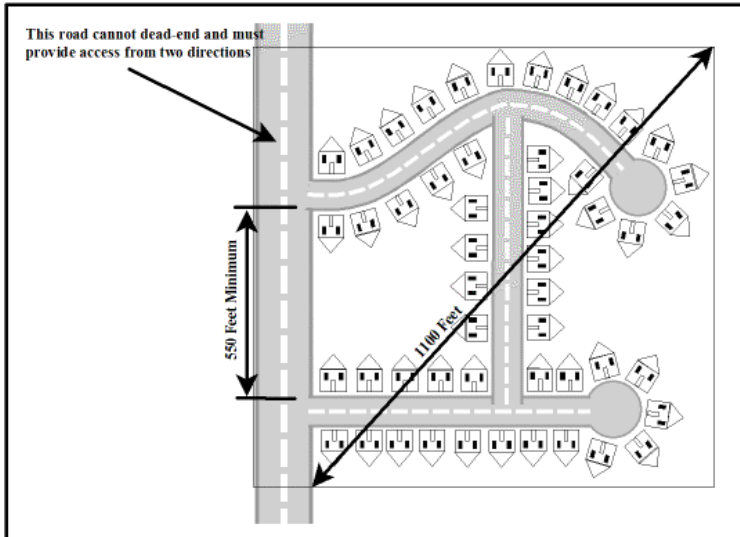 This road cannot dead-end and must
provide access from two directions
550 Feet Minimum
1100 Feet